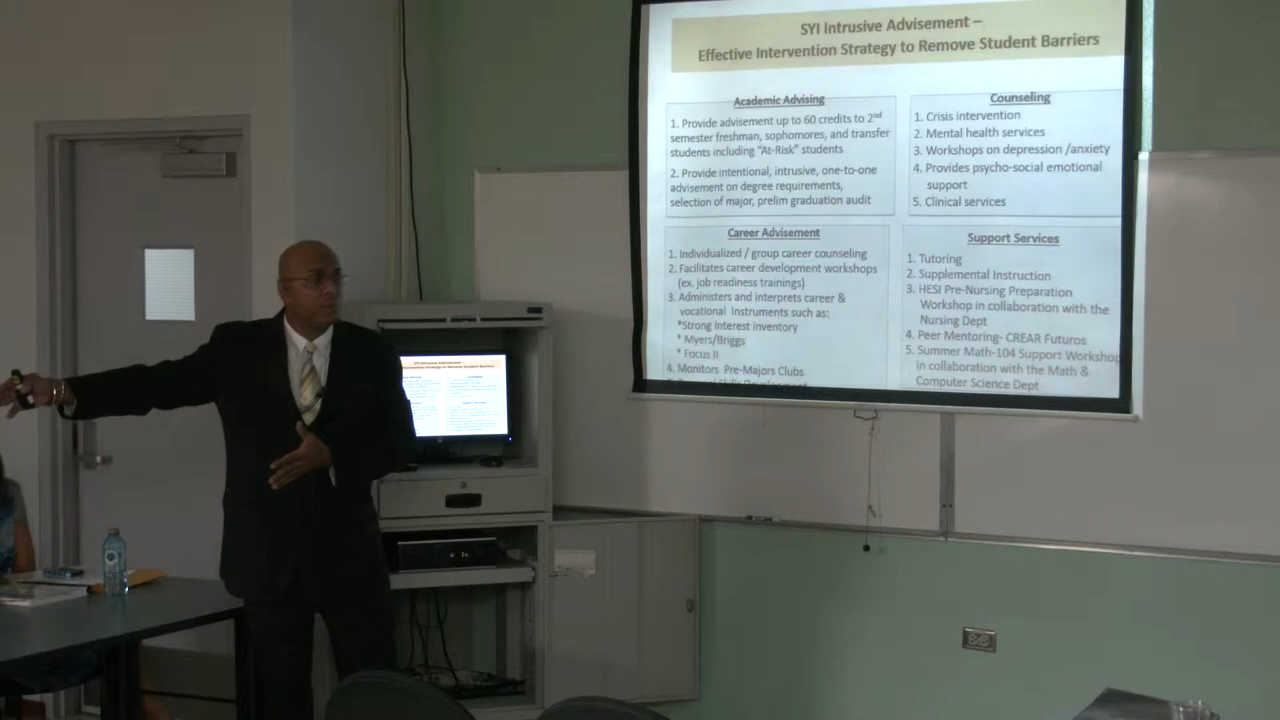 SYI Intrusive Advisement –
Effective Intervention Strategy to Remove Student Barriers
Academic Advising
1. Provide advisement up to 60 credits to 2nd
semester freshman, sophomores, and transfer
students including "At-Risk" students
2. Provide intentional, intrusive, one-to-one
advisement on degree requirements,
selection of major, prelim graduation audit
Counseling
1. Crisis intervention
2. Mental health services
3. Workshops on depression /anxiety
4. Provides psycho-social emotional
support
5. Clinical services
Career Advisement
1. Individualized / group career counseling
2. Facilitates career development workshops
(ex. job readiness trainings)
3. Administers and interprets career &
vocational Instruments such as:
*Strong Interest Inventory
* Myers/Briggs
* Focus II
4. Monitors Pre-Majors Clubs
Support Services
1. Tutoring
2. Supplemental Instruction
3. HESI Pre-Nursing Preparation
Workshop in collaboration with the
Nursing Dept
4. Peer Mentoring- CREAR Futuros
5. Summer Math-104 Support Workshop
in collaboration with the Math &
Computer Science Dept